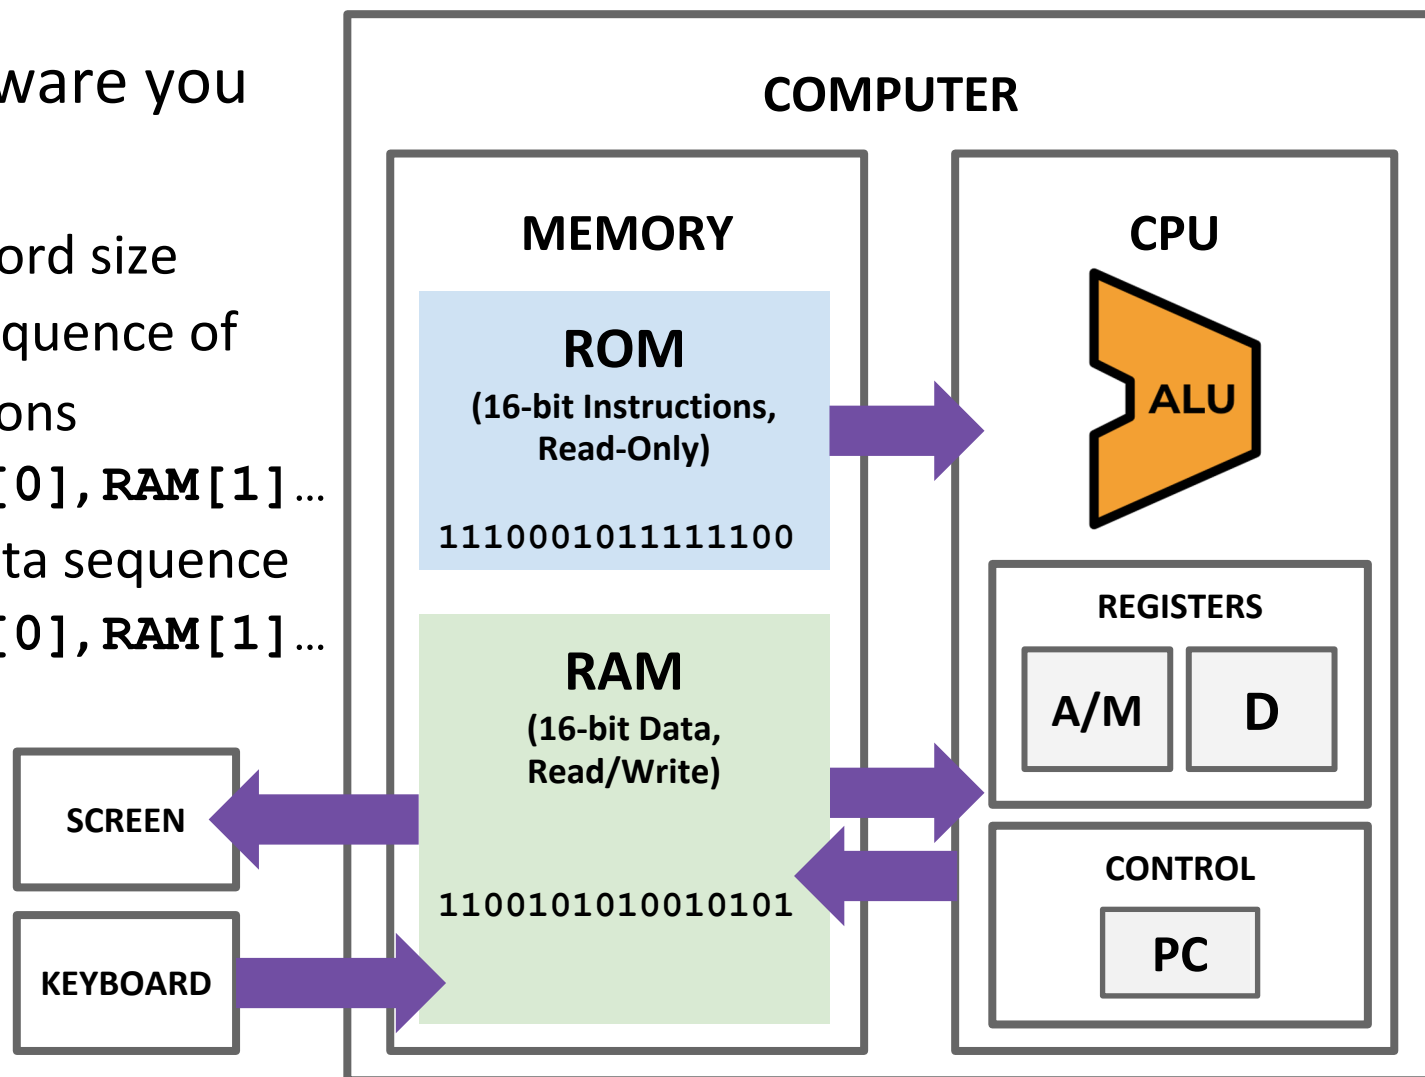 ware you
ord size
quence of
ons
[0],RAM[1]…
ta sequence
[0],RAM[1]…
COMPUTER
MEMORY
ROM
(16-bit Instructions,
Read-Only)
1110001011111100
RAM
(16-bit Data,
Read/Write)
1100101010010101
CPU
ALU
REGISTERS
A/M
D
CONTROL
PC
SCREEN
KEYBOARD